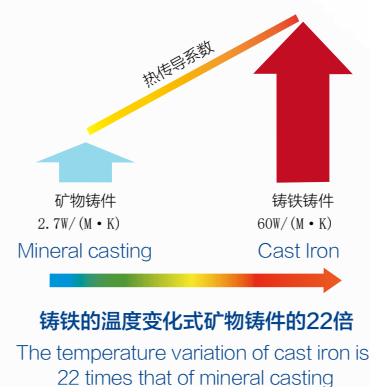 热传导系数
矿物铸件
2.7W/(M·K)
Mineral casting
铸铁铸件
60W/(M·K)
Cast Iron
铸铁的温度变化式矿物铸件的22倍
The temperature variation of cast iron is
22 times that of mineral casting